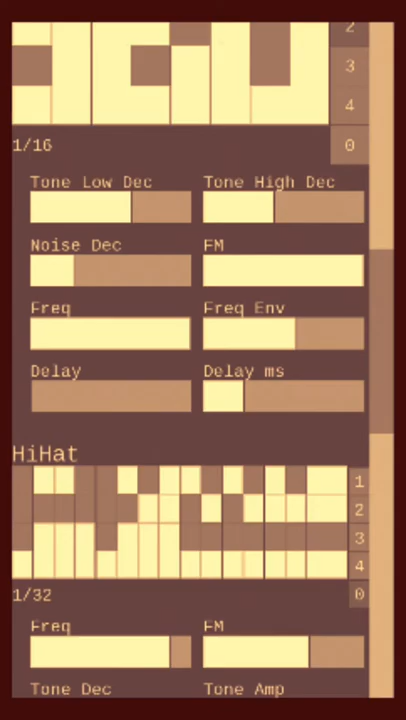 2
3
4
1/16 0
Tone Low Dec Tone High Dec
Noise Dec FM
Freq Freq Env
Delay Delay ms
HiHat
1
2
3
4
1/32 0
Freq FM
Tone Dec Tone Amp